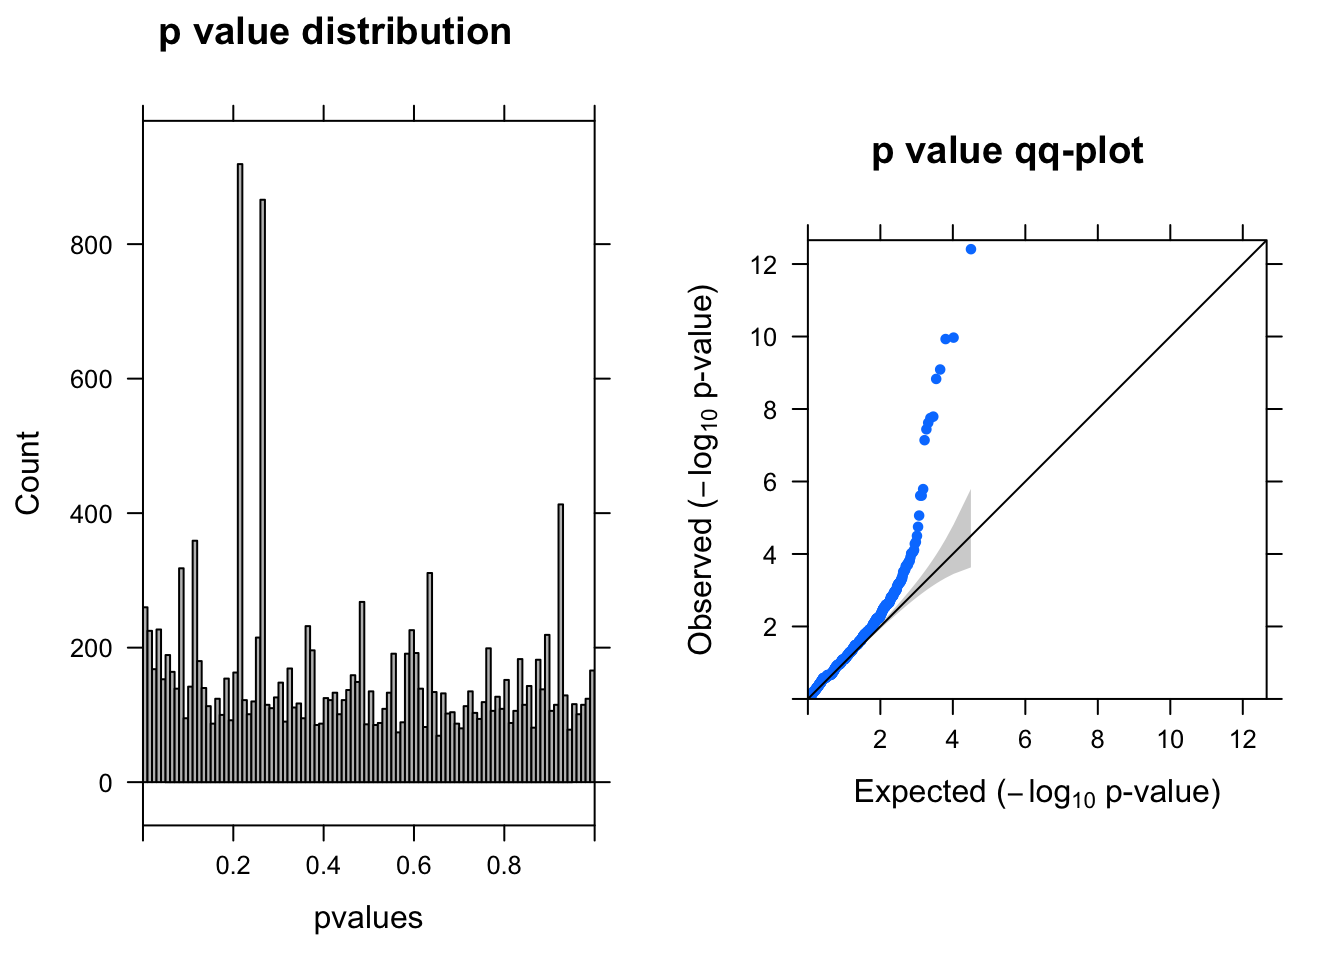 p value distribution
800
600
400
200
0
Count
0.2 0.4 0.6 0.8
pvalues
p value qq-plot
12
10
8
6
4
2
Observed (−log10 p-value)
2 4 6 8 10 12
Expected (−log10 p-value)